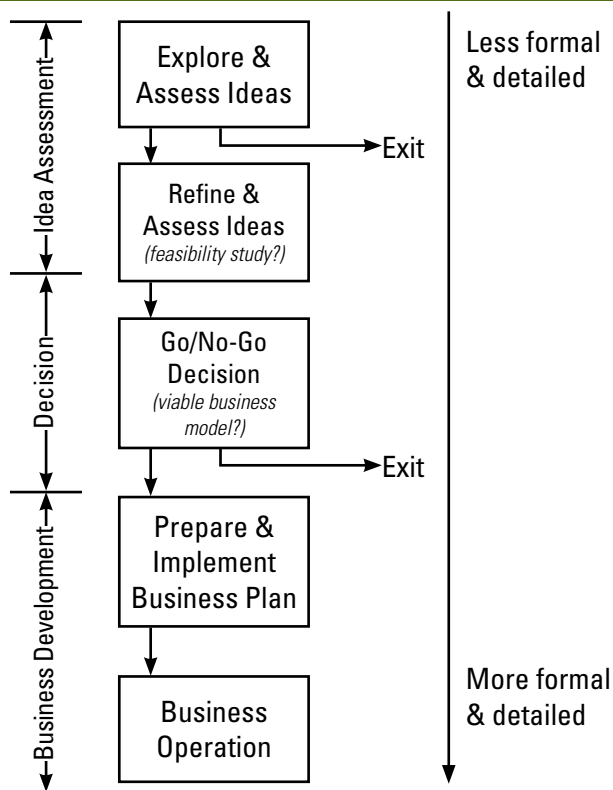 Idea Assessment
Decision
Business Development
Explore &
Assess Ideas
Exit
Refine &
Assess Ideas
(feasibility study?)
Go/No-Go
Decision
(viable business
model?)
Exit
Prepare &
Implement
Business Plan
Business
Operation
Less formal
& detailed
More formal
& detailed